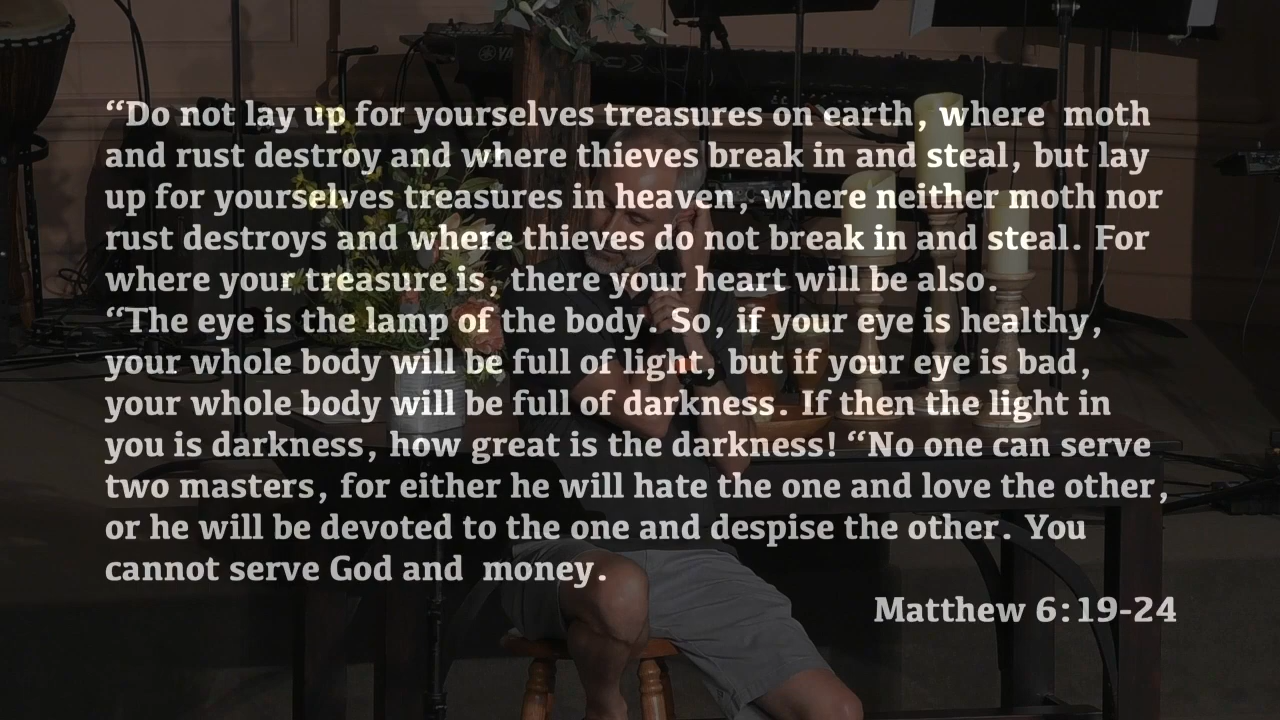 “Do not lay up for yourselves treasures on earth, where  moth
and rust destroy and where thieves break in and steal, but lay
up for yourselves treasures in heaven, where neither moth nor
rust destroys and where thieves do not break in and steal. For
where your treasure is, there your heart will be also.
“The eye is the lamp of the body. So, if your eye is healthy,
your whole body will be full of light, but if your eye is bad,
your whole body will be full of darkness. If then the light in
you is darkness, how great is the darkness! “No one can serve
two masters, for either he will hate the one and love the other,
or he will be devoted to the one and despise the other. You
cannot serve God and  money.
Matthew 6:19-24